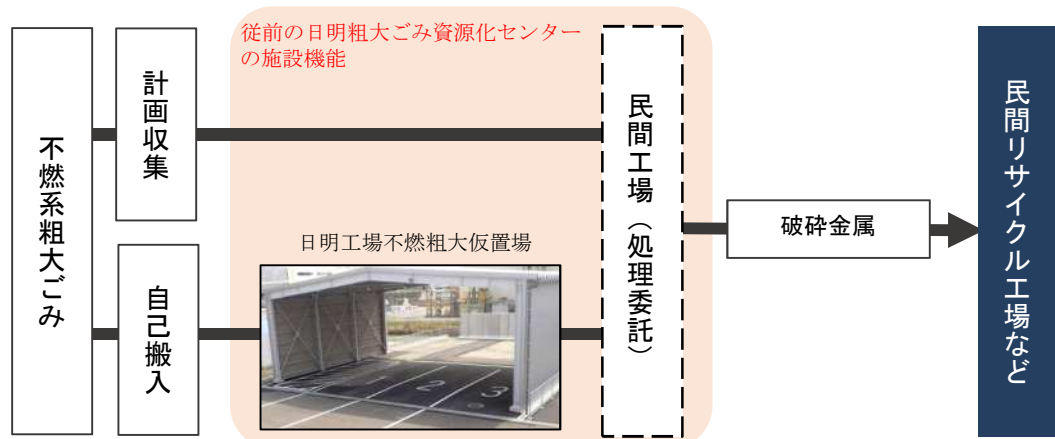 不燃系粗大ごみ
計画収集
自己搬入
従前の日明粗大ごみ資源化センター
の施設機能
日明工場不燃粗大仮置場
1
2
3
民間工場（処理委託）
破砕金属
民間リサイクル工場など